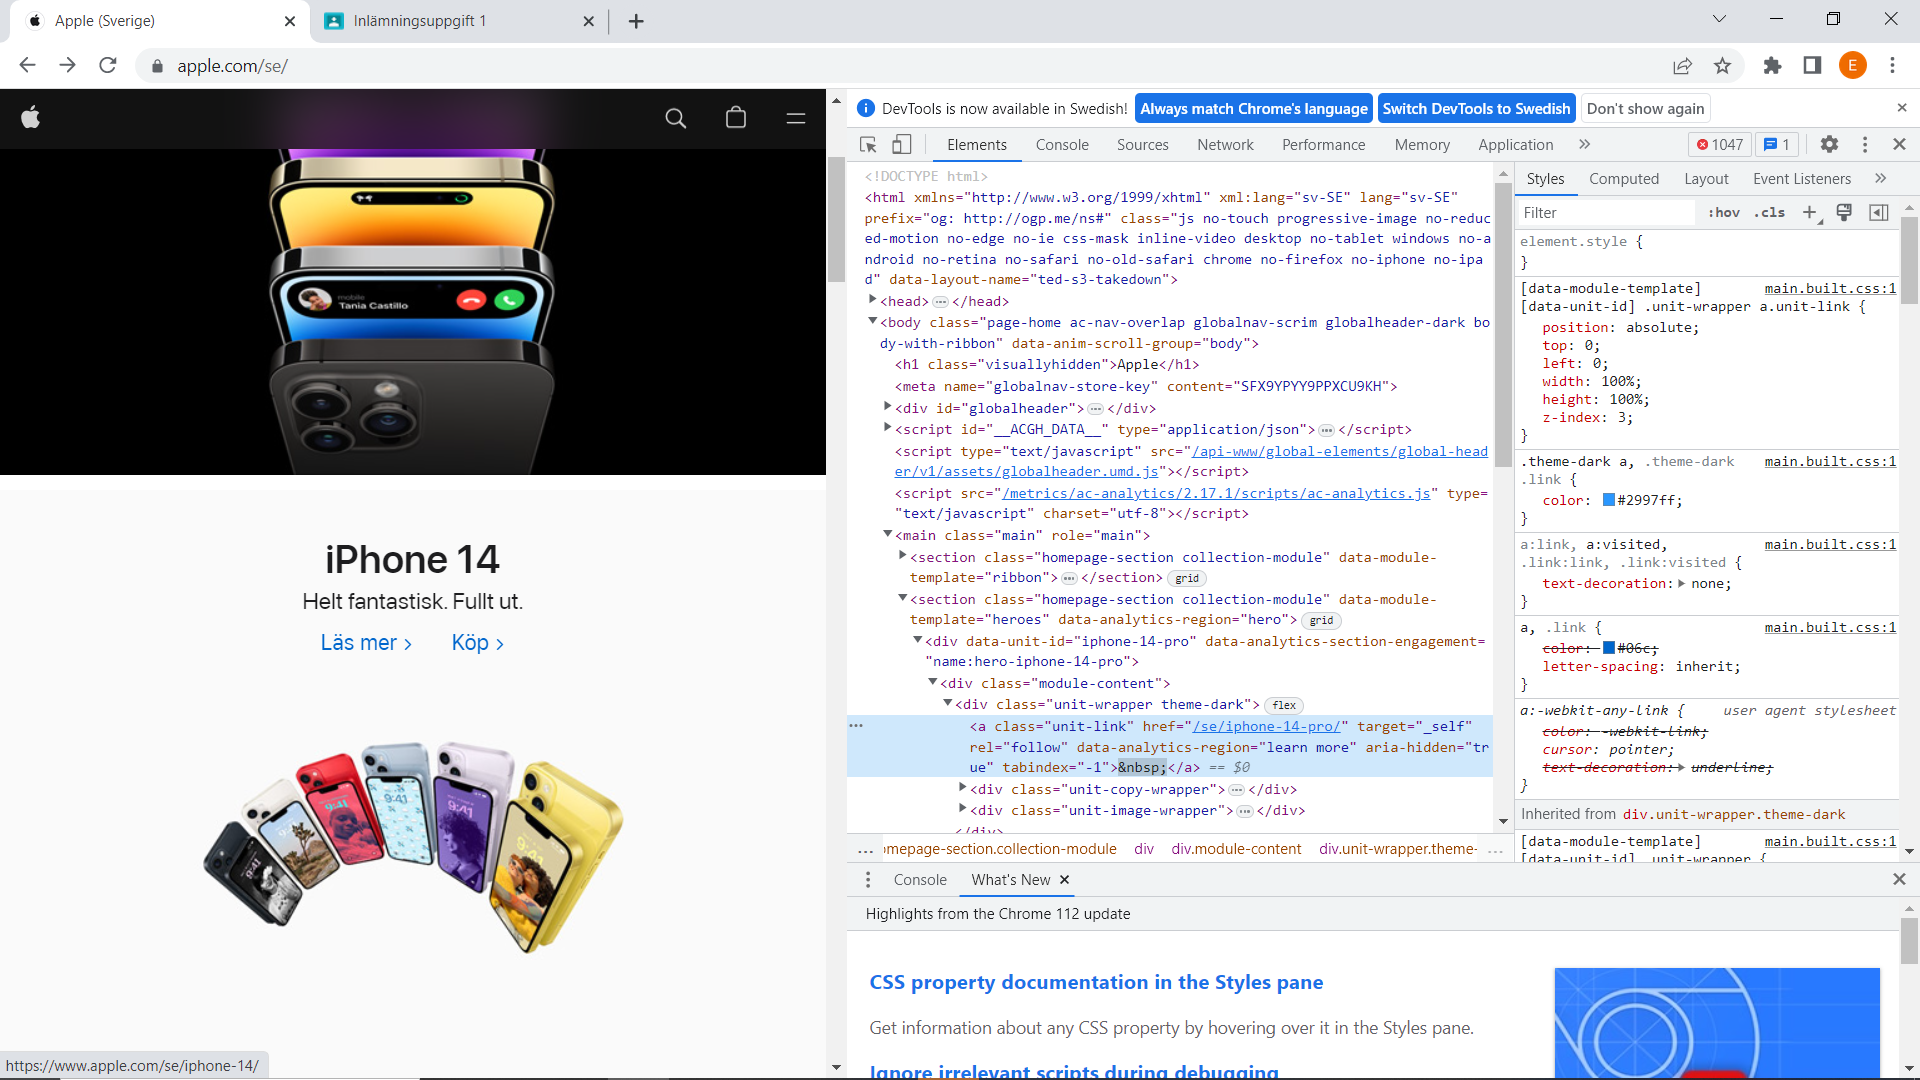 Apple (Sverige)
Inlämningsuppgift 1
apple.com/se/
E
mobile
Tania Castillo
iPhone 14
Helt fantastisk. Fullt ut.
Läs mer >
Köp >
9:41
9:41
9:41
9:41
9:41
https://www.apple.com/se/iphone-14/
DevTools is now available in Swedish!
Always match Chrome's language
Switch DevTools to Swedish
Don't show again
Elements
Console
Sources
Network
Performance
Memory
Application
1047
1
<!DOCTYPE html>
<html xmlns="http://www.w3.org/1999/xhtml" xml:lang="sv-SE" lang="sv-SE"
prefix="og: http://ogp.me/ns#" class="js no-touch progressive-image no-reduc
ed-motion no-edge no-ie css-mask inline-video desktop no-tablet windows no-a
ndroid no-retina no-safari no-old-safari chrome no-firefox no-iphone no-ipa
d" data-layout-name="ted-s3-takedown">
<head>…</head>
<body class="page-home ac-nav-overlap globalnav-scrim globalheader-dark bo
dy-with-ribbon" data-anim-scroll-group="body">
<h1 class="visuallyhidden">Apple</h1>
<meta name="globalnav-store-key" content="SFX9YPYY9PPXCU9KH">
<div id="globalheader">…</div>
<script id="__ACGH_DATA__" type="application/json">…</script>
<script type="text/javascript" src="/api-www/global-elements/global-head
er/v1/assets/globalheader.umd.js"></script>
<script src="/metrics/ac-analytics/2.17.1/scripts/ac-analytics.js" type=
"text/javascript" charset="utf-8"></script>
<main class="main" role="main">
<section class="homepage-section collection-module" data-module-
template="ribbon">…</section> grid
<section class="homepage-section collection-module" data-module-
template="heroes" data-analytics-region="hero"> grid
<div data-unit-id="iphone-14-pro" data-analytics-section-engagement=
"name:hero-iphone-14-pro">
<div class="module-content">
<div class="unit-wrapper theme-dark"> flex
<a class="unit-link" href="/se/iphone-14-pro/" target="_self"
rel="follow" data-analytics-region="learn more" aria-hidden="tr
ue" tabindex="-1">&nbsp;</a> == $0
<div class="unit-copy-wrapper">…</div>
<div class="unit-image-wrapper">…</div>
</div>
... omepage-section.collection-module div div.module-content div.unit-wrapper.theme- ...
Styles
Computed
Layout
Event Listeners
Filter
:hov .cls
element.style {
}
[data-module-template] main.built.css:1
[data-unit-id] .unit-wrapper a.unit-link {
position: absolute;
top: 0;
left: 0;
width: 100%;
height: 100%;
z-index: 3;
}
.theme-dark a, .theme-dark main.built.css:1
.link {
color: #2997ff;
}
a:link, a:visited, main.built.css:1
.link:link, .link:visited {
text-decoration: none;
}
a, .link { main.built.css:1
color: #06c;
letter-spacing: inherit;
}
a:-webkit-any-link { user agent stylesheet
color: -webkit-link;
cursor: pointer;
text-decoration: underline;
}
Inherited from div.unit-wrapper.theme-dark
[data-module-template] main.built.css:1
[data-unit-id] .unit-wrapper {
Console
What's New
Highlights from the Chrome 112 update
CSS property documentation in the Styles pane
Get information about any CSS property by hovering over it in the Styles pane.
Ignore irrelevant scripts during debugging